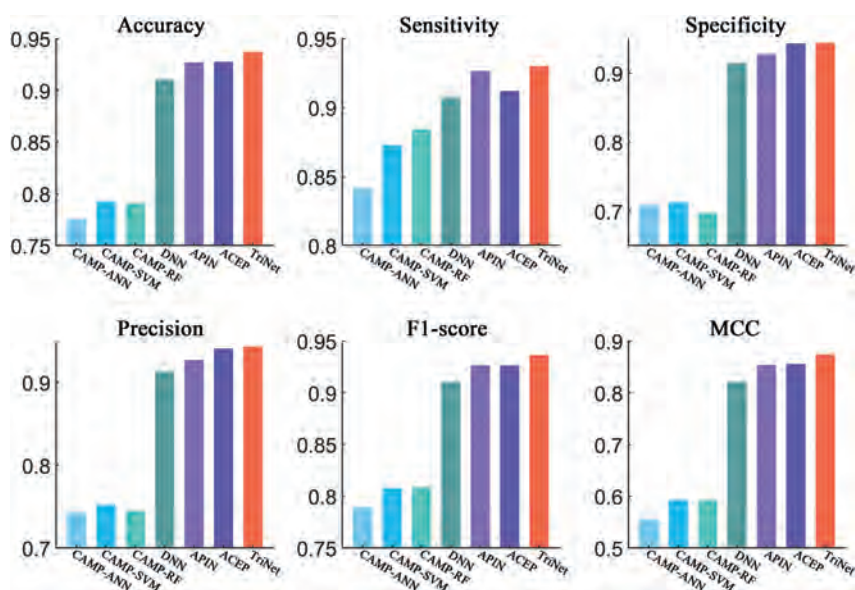 Accuracy
0.95
0.9
0.85
0.8
0.75
CAMP-ANN
CAMP-SVM
CAMP-RF
DNN
APIN
ACEP
TriNet
Sensitivity
0.95
0.9
0.85
0.8
CAMP-ANN
CAMP-SVM
CAMP-RF
DNN
APIN
ACEP
TriNet
Specificity
0.9
0.8
0.7
CAMP-ANN
CAMP-SVM
CAMP-RF
DNN
APIN
ACEP
TriNet
Precision
0.9
0.8
0.7
CAMP-ANN
CAMP-SVM
CAMP-RF
DNN
APIN
ACEP
TriNet
F1-score
0.95
0.9
0.85
0.8
0.75
CAMP-ANN
CAMP-SVM
CAMP-RF
DNN
APIN
ACEP
TriNet
MCC
0.9
0.8
0.7
0.6
0.5
CAMP-ANN
CAMP-SVM
CAMP-RF
DNN
APIN
ACEP
TriNet